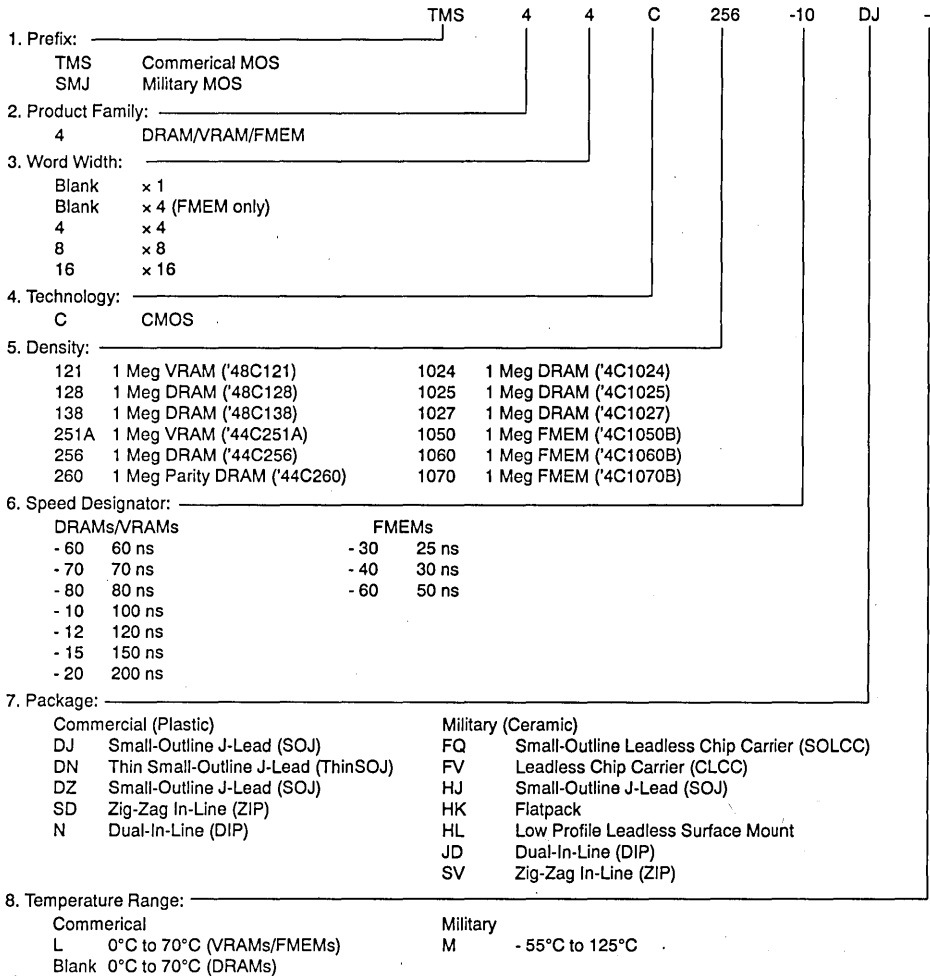 TMS 4 4 C 256 -10 DJ -
1. Prefix:
TMS Commerical MOS
SMJ Military MOS
2. Product Family:
4 DRAM/VRAM/FMEM
3. Word Width:
Blank × 1
Blank × 4 (FMEM only)
4 × 4
8 × 8
16 × 16
4. Technology:
C CMOS
5. Density:
121 1 Meg VRAM ('48C121) 1024 1 Meg DRAM ('4C1024)
128 1 Meg DRAM ('48C128) 1025 1 Meg DRAM ('4C1025)
138 1 Meg DRAM ('48C138) 1027 1 Meg DRAM ('4C1027)
251A 1 Meg VRAM ('44C251A) 1050 1 Meg FMEM ('4C1050B)
256 1 Meg DRAM ('44C256) 1060 1 Meg FMEM ('4C1060B)
260 1 Meg Parity DRAM ('44C260) 1070 1 Meg FMEM ('4C1070B)
6. Speed Designator:
DRAMs/VRAMs FMEMs
- 60 60 ns - 30 25 ns
- 70 70 ns - 40 30 ns
- 80 80 ns - 60 50 ns
- 10 100 ns
- 12 120 ns
- 15 150 ns
- 20 200 ns
7. Package:
Commercial (Plastic) Military (Ceramic)
DJ Small-Outline J-Lead (SOJ) FQ Small-Outline Leadless Chip Carrier (SOLCC)
DN Thin Small-Outline J-Lead (ThinSOJ) FV Leadless Chip Carrier (CLCC)
DZ Small-Outline J-Lead (SOJ) HJ Small-Outline J-Lead (SOJ)
SD Zig-Zag In-Line (ZIP) HK Flatpack
N Dual-In-Line (DIP) HL Low Profile Leadless Surface Mount
JD Dual-In-Line (DIP)
SV Zig-Zag In-Line (ZIP)
8. Temperature Range:
Commerical Military
L 0°C to 70°C (VRAMs/FMEMs) M - 55°C to 125°C
Blank 0°C to 70°C (DRAMs)